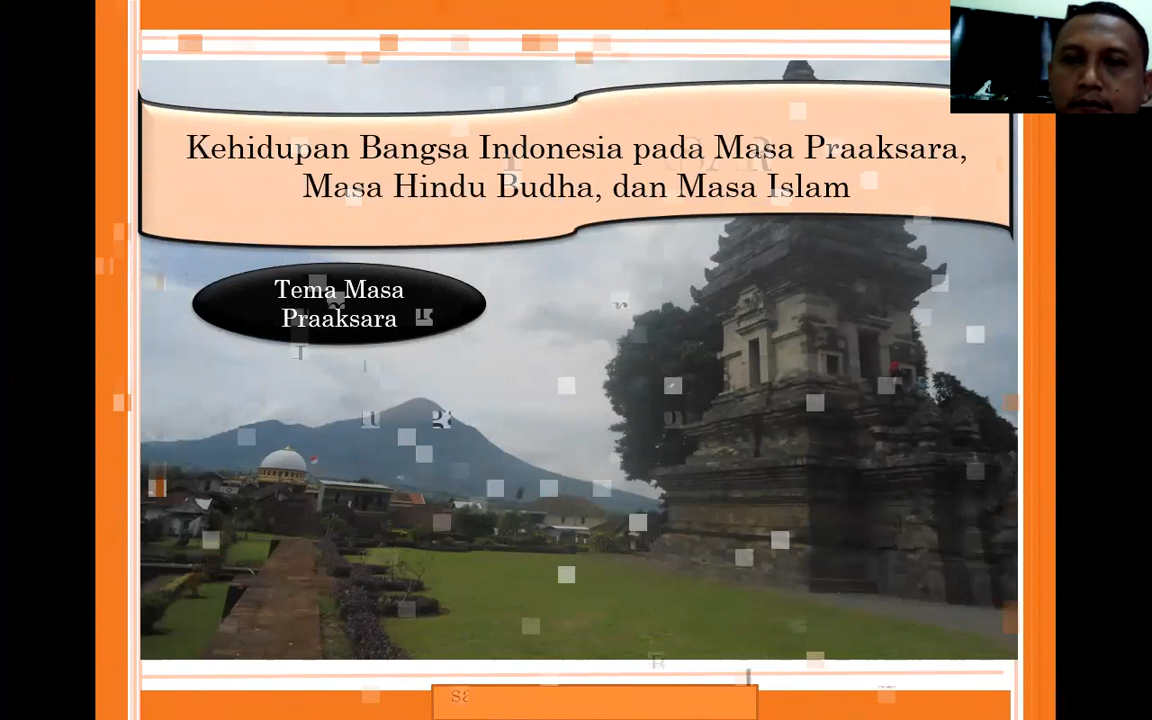 Kehidupan Bangsa Indonesia pada Masa Praaksara,
Masa Hindu Budha, dan Masa Islam
Tema Masa
Praaksara